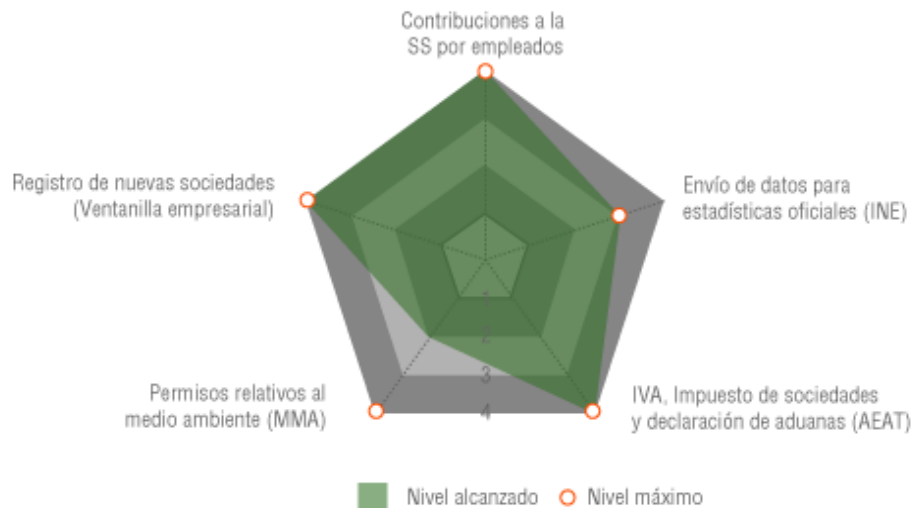 Contribuciones a la
SS por empleados
Registro de nuevas sociedades
(Ventanilla empresarial)
Envío de datos para
estadísticas oficiales (INE)
1
2
3
4
Permisos relativos al
medio ambiente (MMA)
IVA, Impuesto de sociedades
y declaración de aduanas (AEAT)
Nivel alcanzado
Nivel máximo